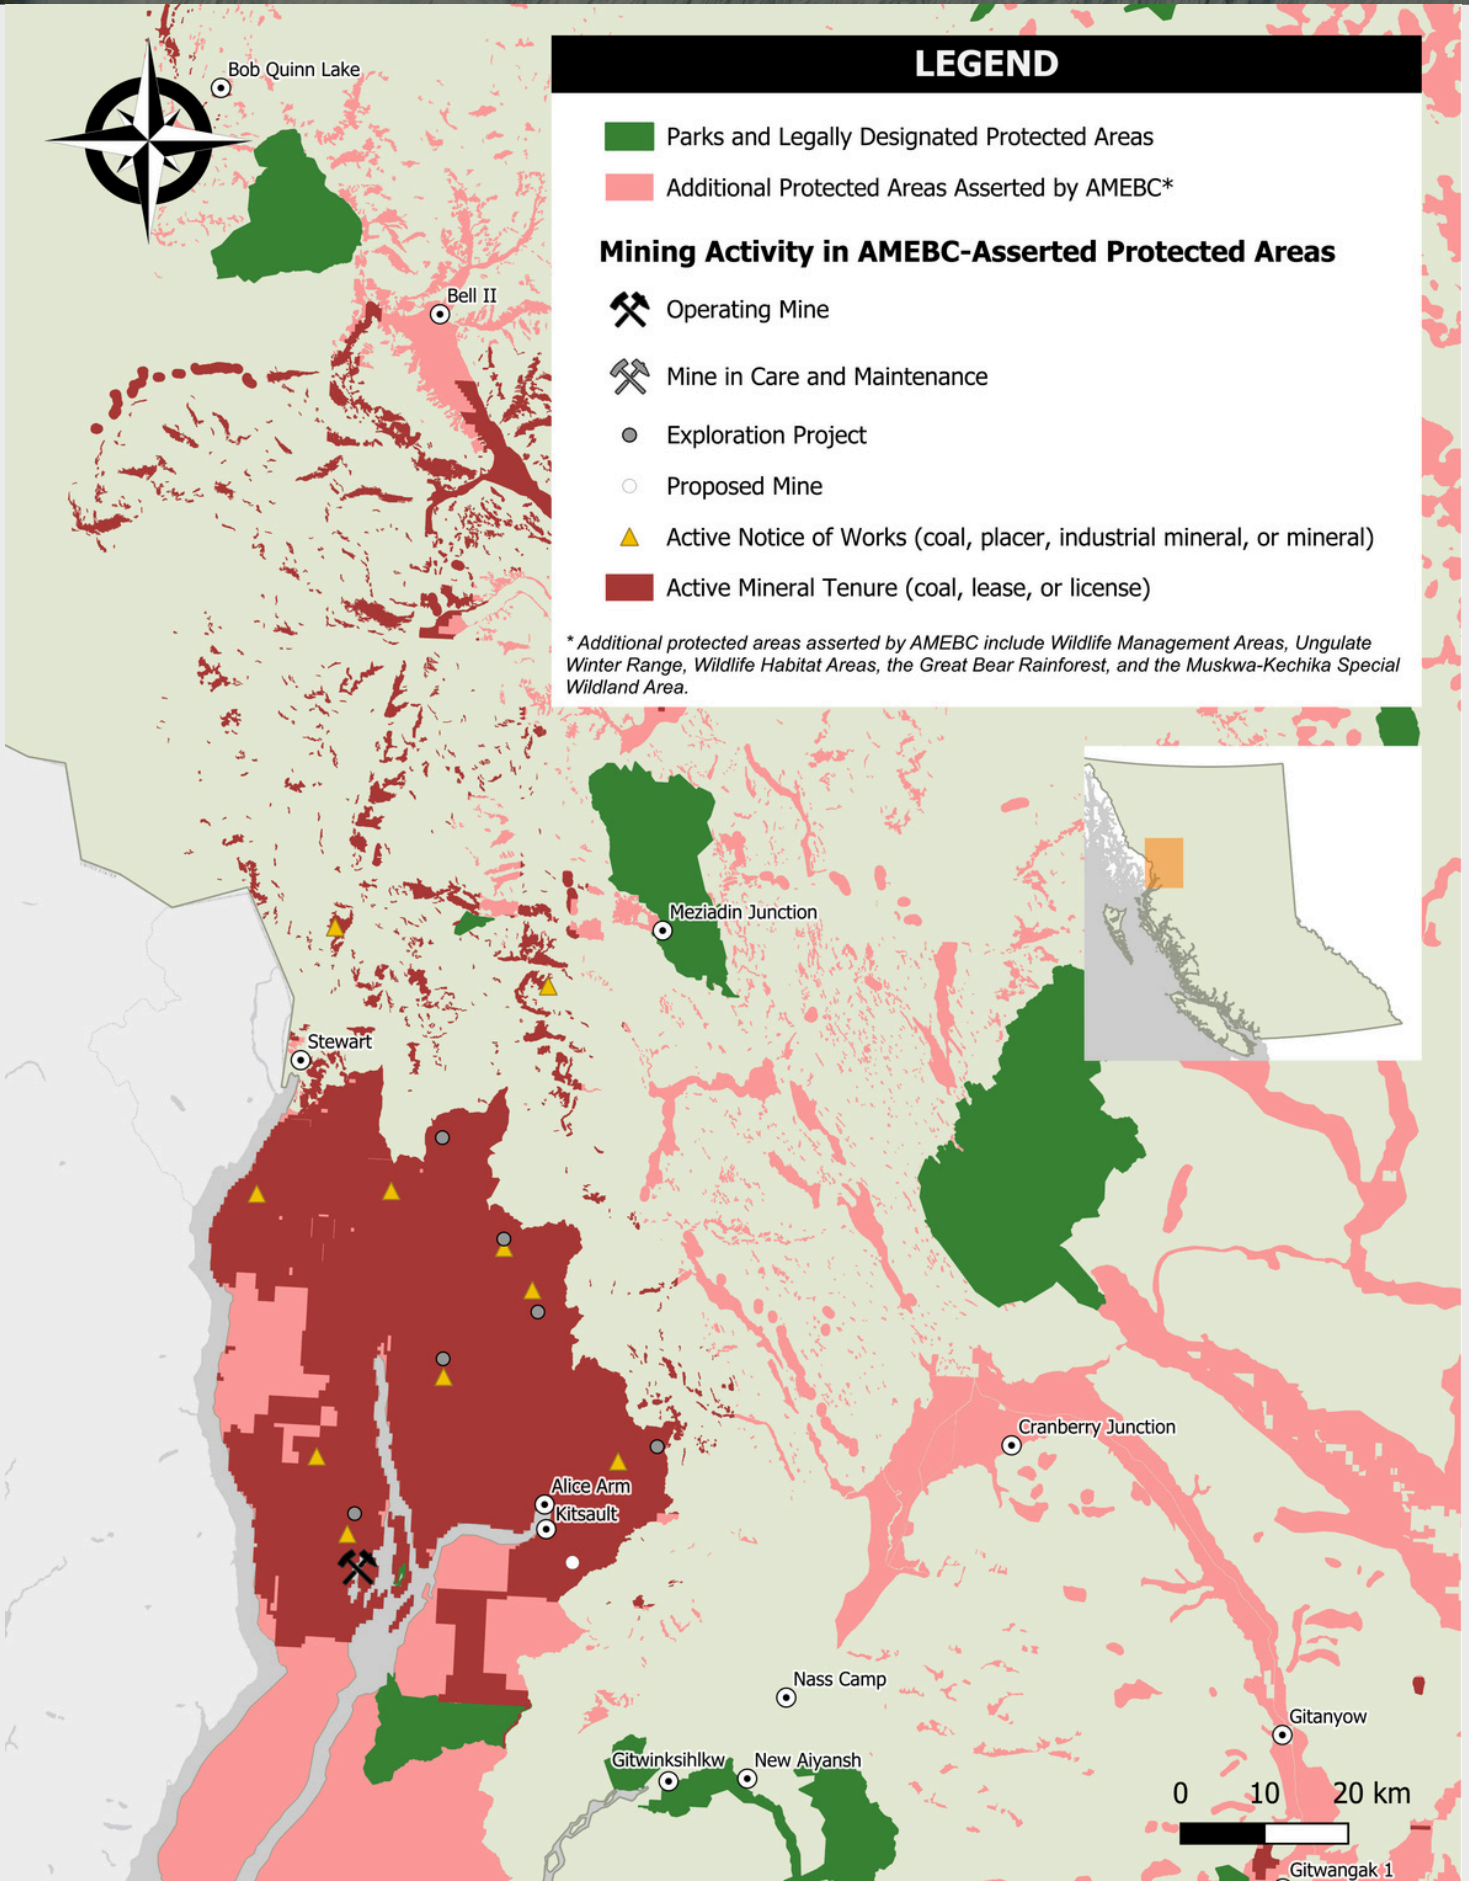 Bob Quinn Lake
LEGEND
Parks and Legally Designated Protected Areas
Additional Protected Areas Asserted by AMEBC*
Mining Activity in AMEBC-Asserted Protected Areas
Bell II
Operating Mine
Mine in Care and Maintenance
Exploration Project
Proposed Mine
Active Notice of Works (coal, placer, industrial mineral, or mineral)
Active Mineral Tenure (coal, lease, or license)
* Additional protected areas asserted by AMEBC include Wildlife Management Areas, Ungulate
Winter Range, Wildlife Habitat Areas, the Great Bear Rainforest, and the Muskwa-Kechika Special
Wildland Area.
Meziadin Junction
Stewart
Cranberry Junction
Alice Arm
Kitsault
Nass Camp
Gitanyow
Gitwinksihlkw
New Aiyansh
0 10 20 km
Gitwangak 1